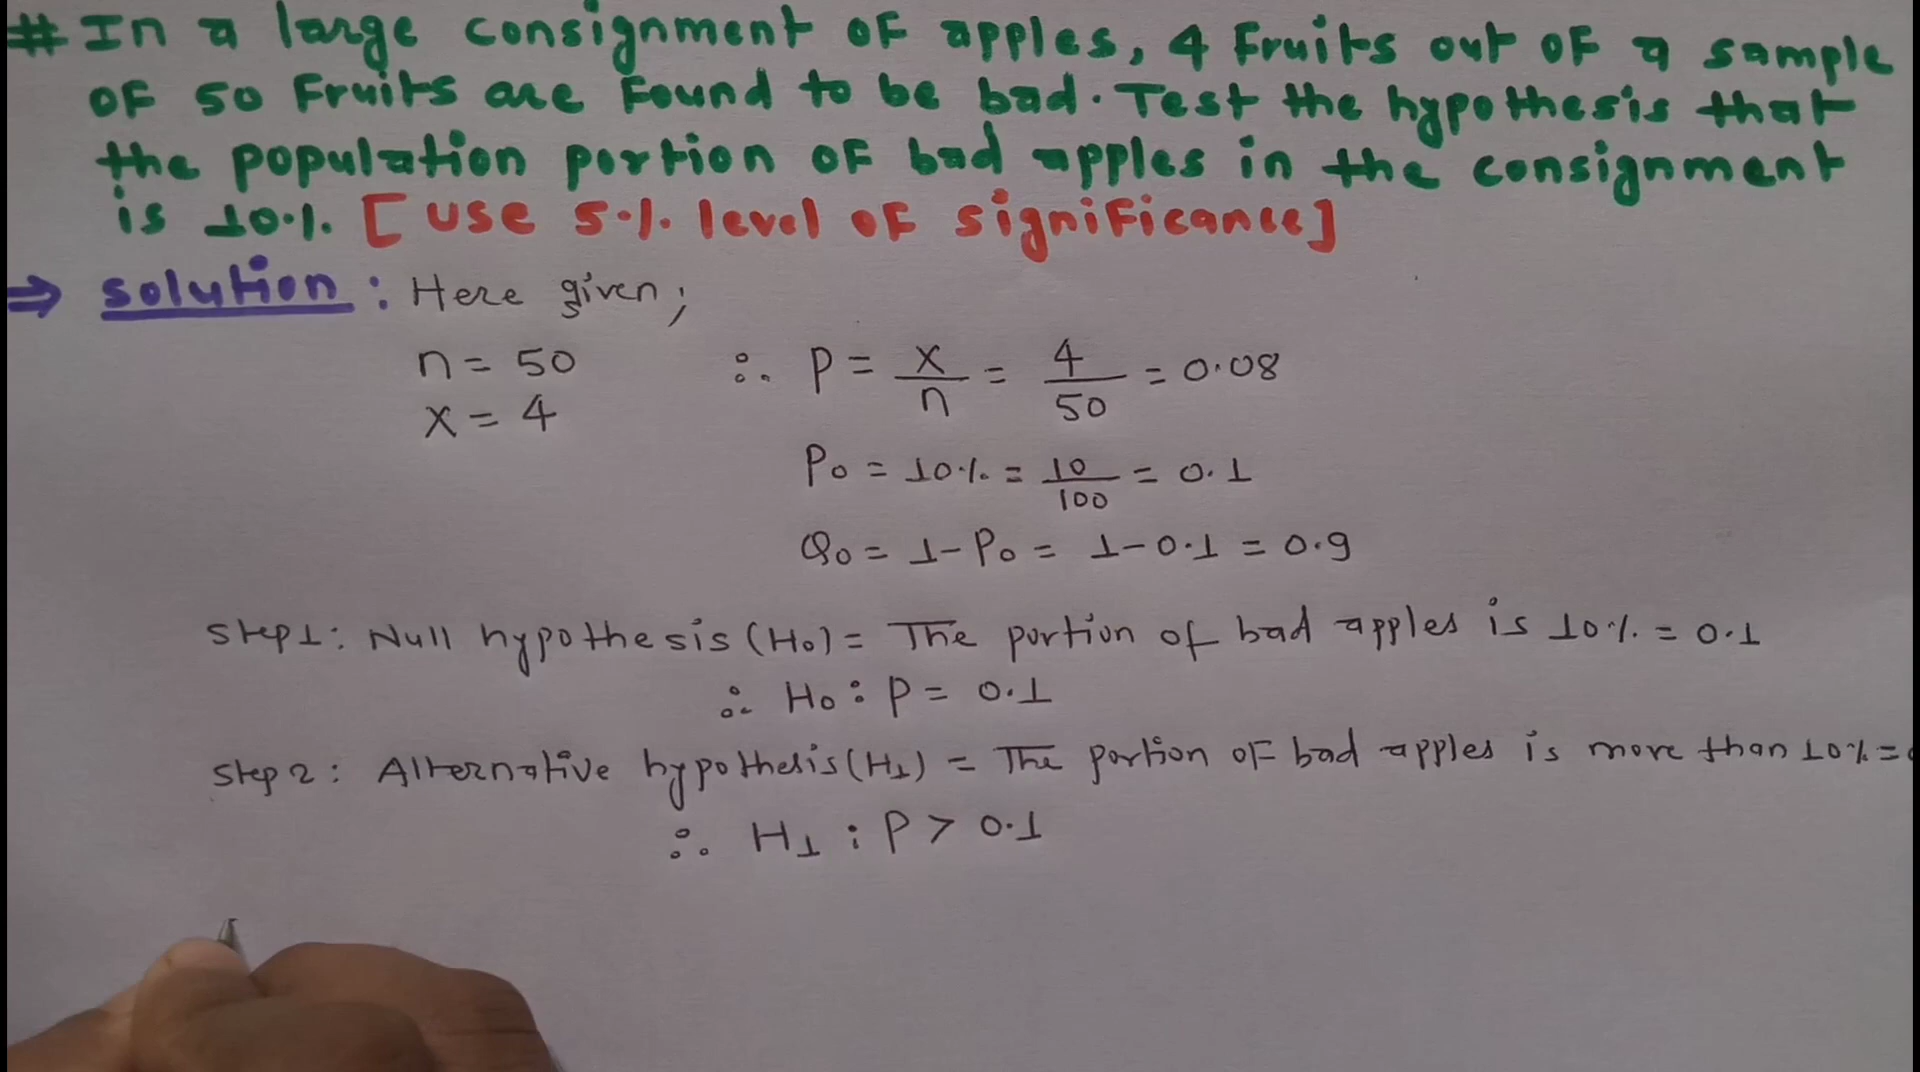 # In a large consignment of apples, 4 Fruits out of a sample
of 50 Fruits are Found to be bad. Test the hypothesis that
the population portion of bad apples in the consignment
is 10%. [use 5% level of significance]
⇒ solution: Here given;
n = 50 ∴ p = x/n = 4/50 = 0.08
x = 4
P₀ = 10% = 10/100 = 0.1
Q₀ = 1 - P₀ = 1 - 0.1 = 0.9
step 1: Null hypothesis (H₀) = The portion of bad apples is 10% = 0.1
∴ H₀ : P = 0.1
step 2: Alternative hypothesis (H₁) = The portion of bad apples is more than 10% =
∴ H₁ : P > 0.1